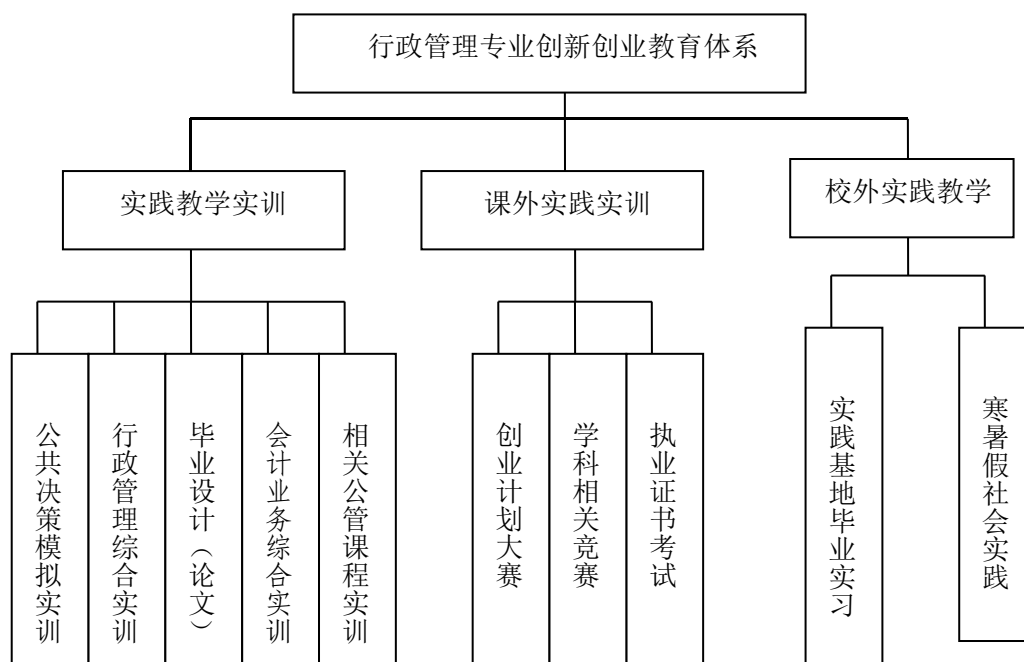 行政管理专业创新创业教育体系
实践教学实训
课外实践实训
校外实践教学
公共决策模拟实训
行政管理综合实训
毕业设计（论文）
会计业务综合实训
相关公管课程实训
创业计划大赛
学科相关竞赛
执业证书考试
实践基地毕业实习
寒暑假社会实践